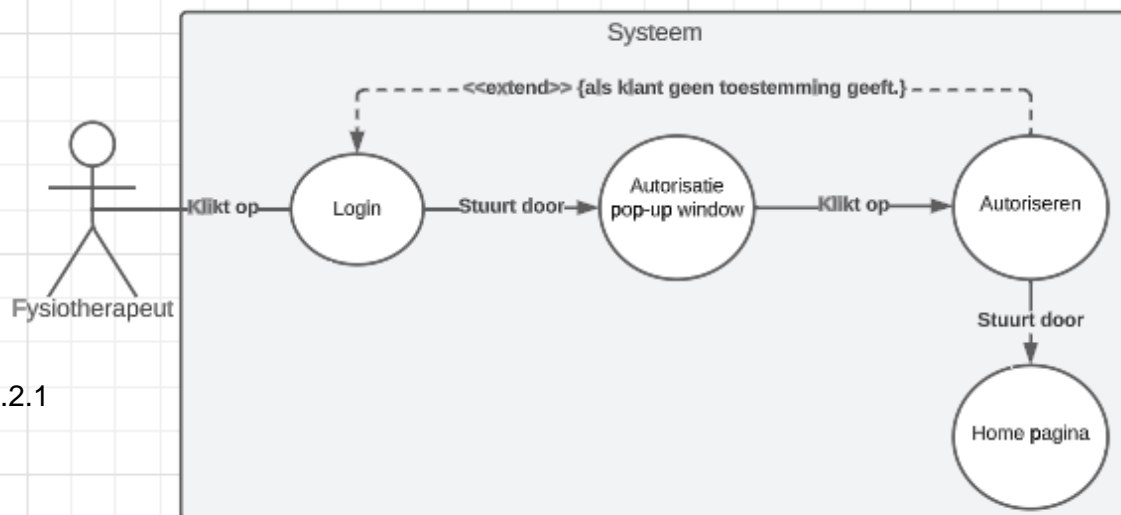 Systeem
<<extend>> {als klant geen toestemming geeft.}
Klikt op
Login
Stuurt door
Autorisatie
pop-up window
Klikt op
Autoriseren
Fysiotherapeut
Stuurt door
.2.1
Home pagina